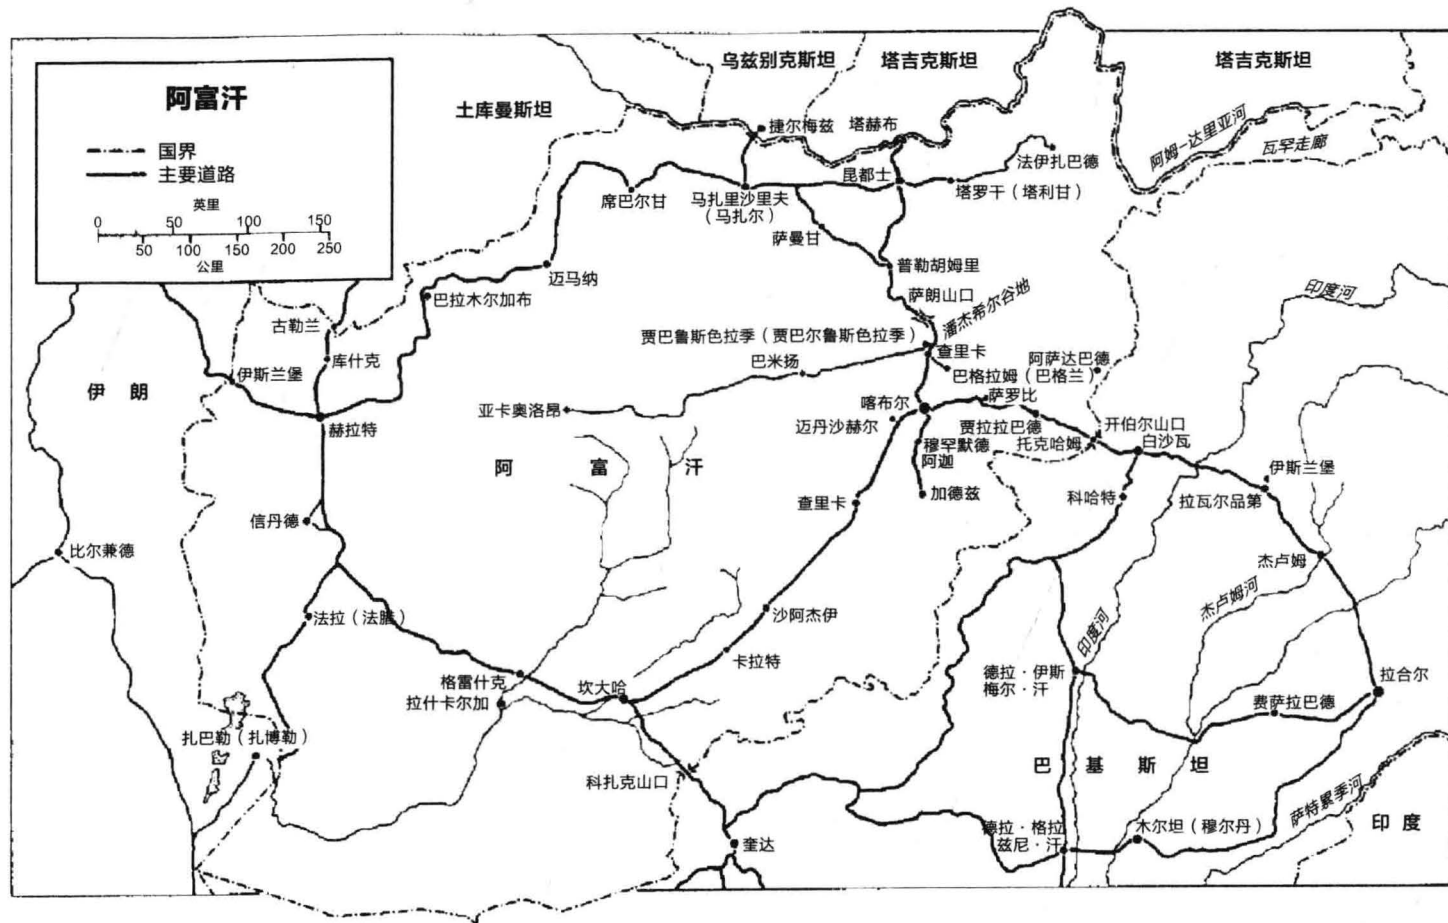 乌兹别克斯坦
塔吉克斯坦
塔吉克斯坦
阿富汗
土库曼斯坦
国界
主要道路
英里
0 50 100 150
50 100 150 200 250
公里
捷尔梅兹
塔赫布
阿姆-达里亚河
瓦罕走廊
法伊扎巴德
昆都士
塔罗干（塔利甘）
席巴尔甘
马扎里沙里夫
（马扎尔）
萨曼甘
普勒胡姆里
迈马纳
巴拉木尔加布
萨朗山口
潘杰希尔谷地
印度河
古勒兰
库什克
贾巴鲁斯色拉季（贾巴尔鲁斯色拉季）
查里卡
巴米扬
阿萨达巴德
巴格拉姆（巴格兰）
伊斯兰堡
伊朗
亚卡奥洛昂
喀布尔
萨罗比
赫拉特
迈丹沙赫尔
贾拉拉巴德
开伯尔山口
托克哈姆
白沙瓦
穆罕默德
阿迦
阿富汗
加德兹
查里卡
科哈特
拉瓦尔品第
伊斯兰堡
信丹德
比尔兼德
杰卢姆
杰卢姆河
法拉（法腊）
沙阿杰伊
印度河
卡拉特
格雷什克
坎大哈
拉什卡尔加
德拉·伊斯
梅尔·汗
拉合尔
费萨拉巴德
扎巴勒（扎博勒）
科扎克山口
巴基斯坦
萨特累季河
印度
德拉·格拉
兹尼·汗
木尔坦（穆尔丹）
奎达